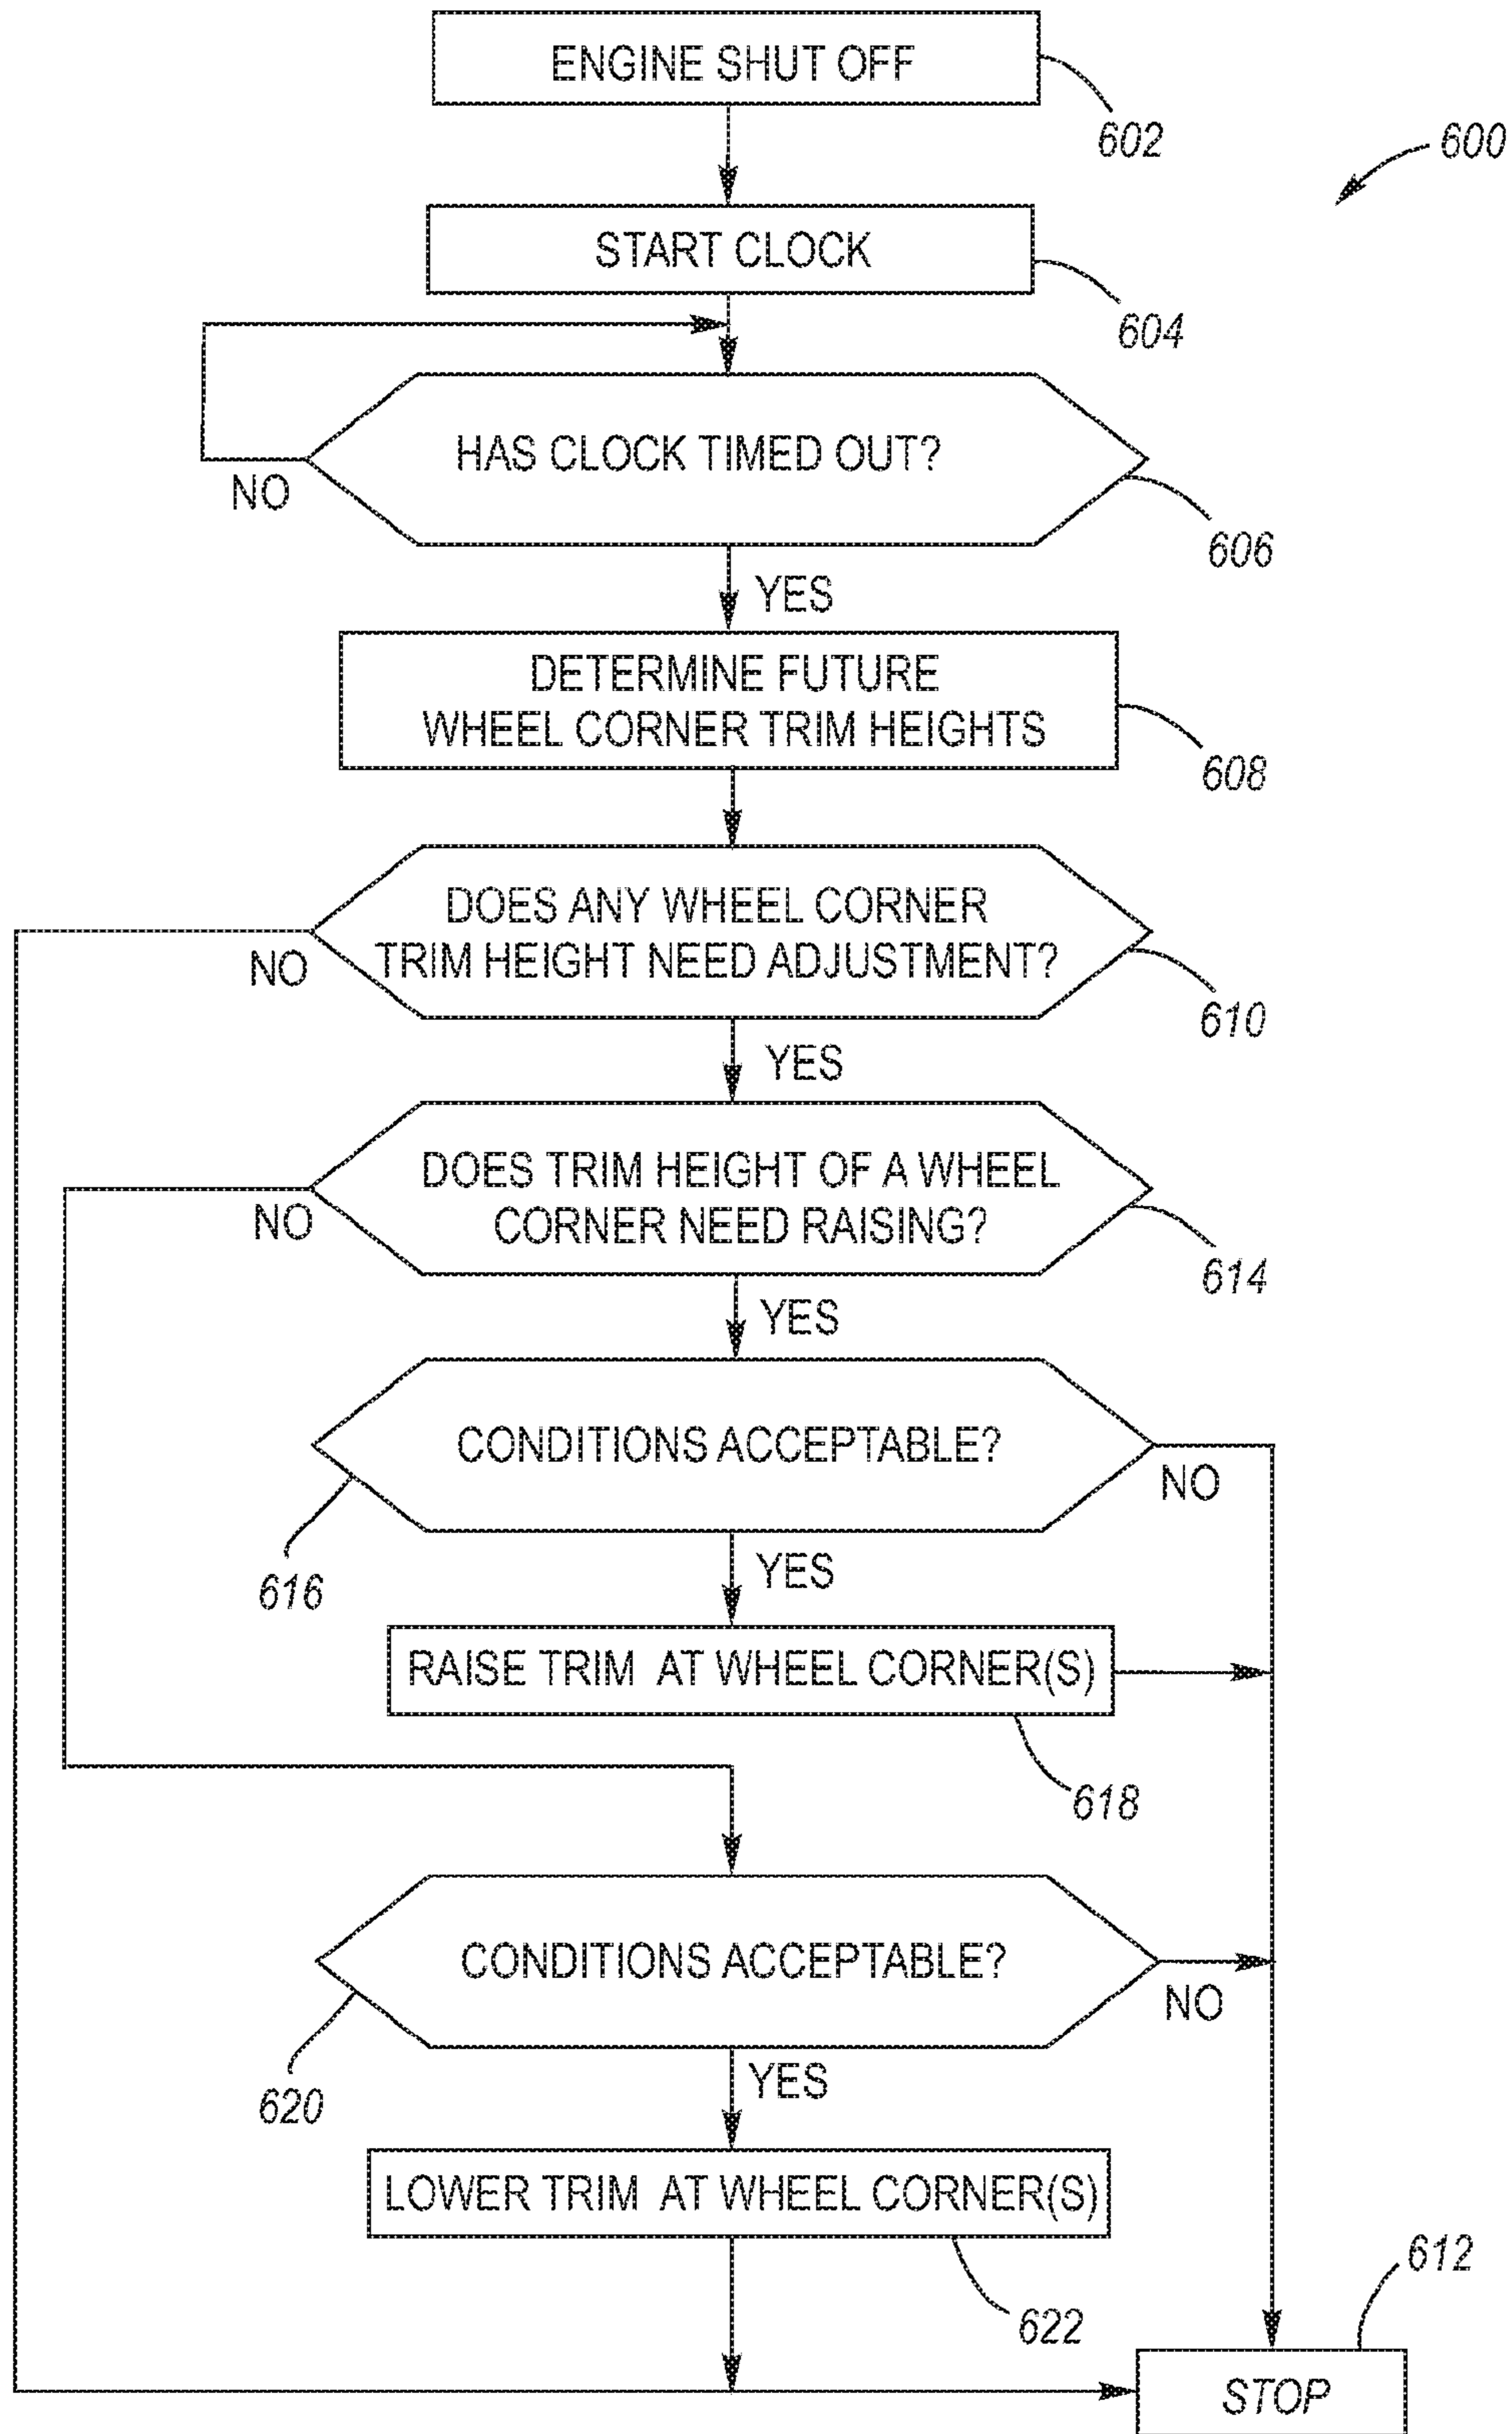 ENGINE SHUT OFF
602
600
START CLOCK
604
HAS CLOCK TIMED OUT?
NO
606
YES
DETERMINE FUTURE
WHEEL CORNER TRIM HEIGHTS
608
DOES ANY WHEEL CORNER
TRIM HEIGHT NEED ADJUSTMENT?
NO
610
YES
DOES TRIM HEIGHT OF A WHEEL
CORNER NEED RAISING?
NO
614
YES
CONDITIONS ACCEPTABLE?
NO
616
YES
RAISE TRIM AT WHEEL CORNER(S)
618
CONDITIONS ACCEPTABLE?
NO
620
YES
LOWER TRIM AT WHEEL CORNER(S)
622
612
STOP